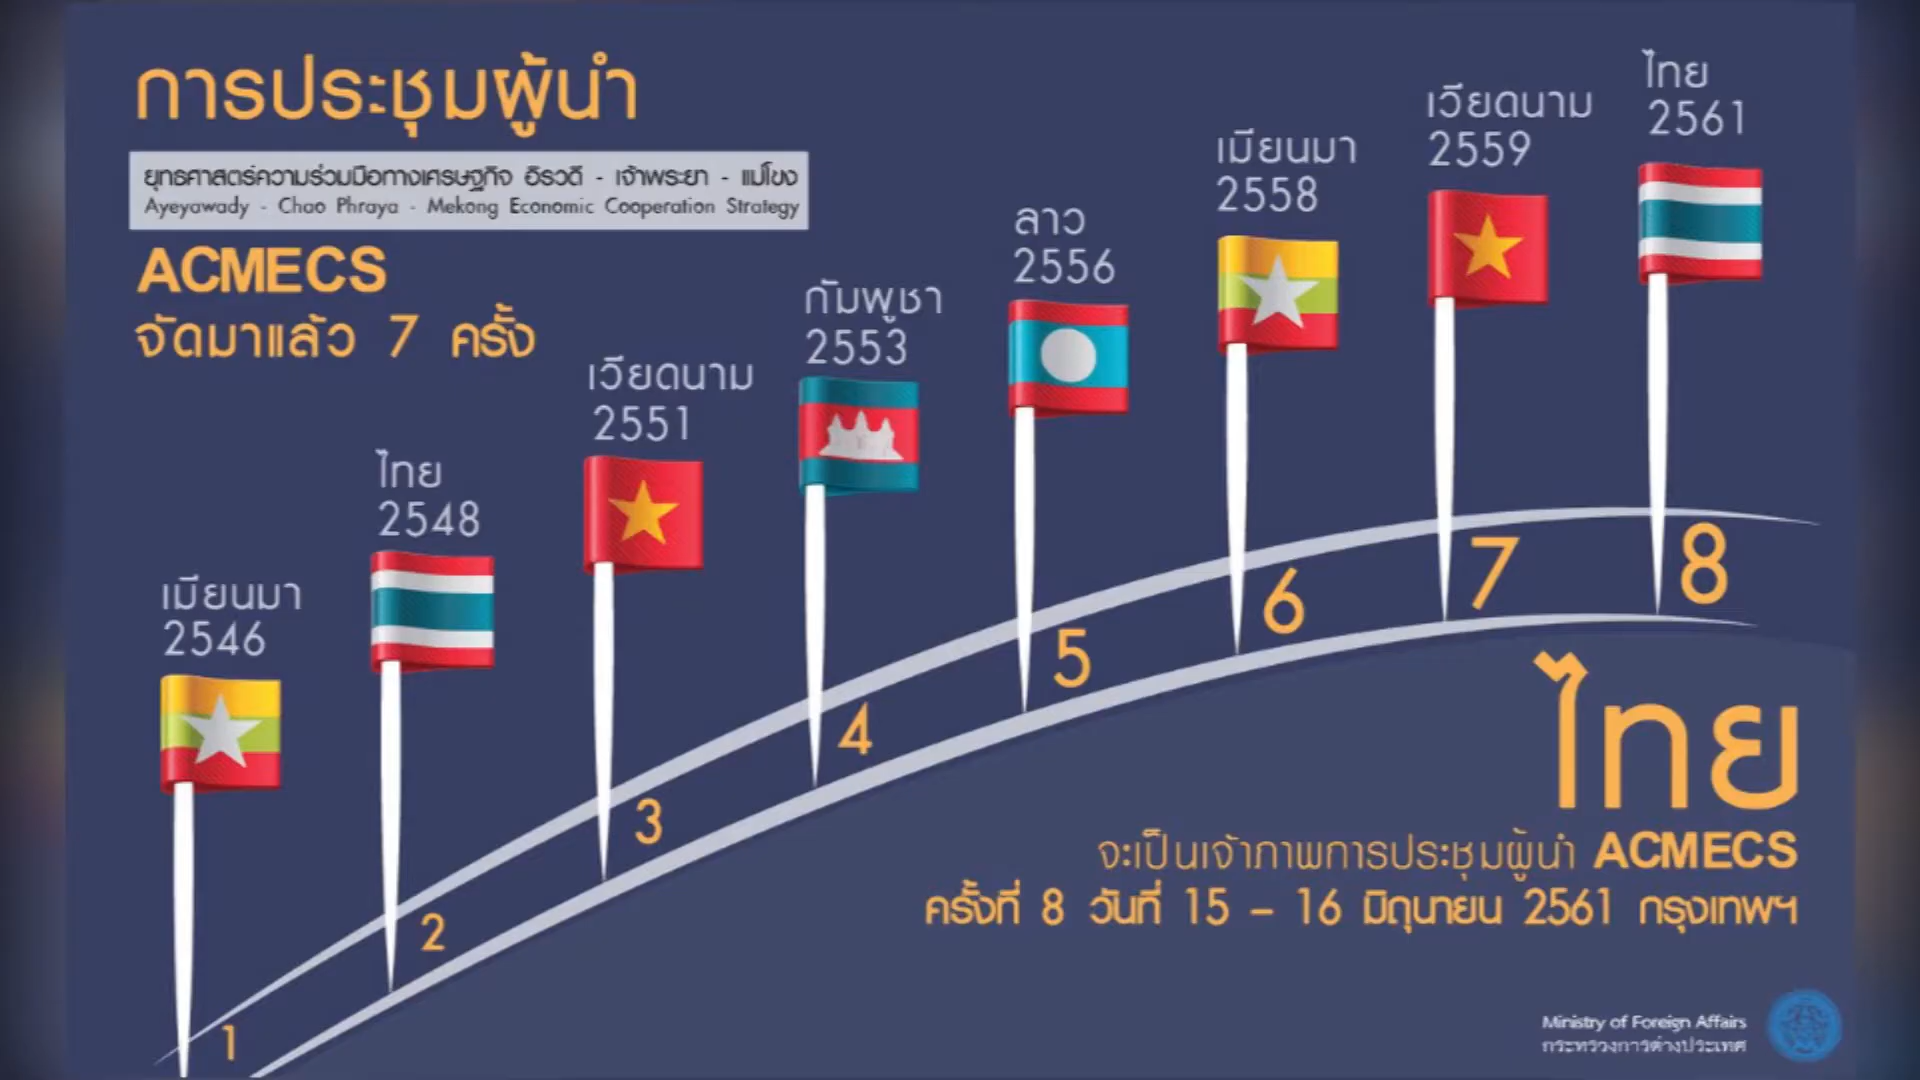 การประชุมผู้นำ
ยุทธศาสตร์ความร่วมมือทางเศรษฐกิจ อิรวดี - เจ้าพระยา - แม่โขง
Ayeyawady - Chao Phraya - Mekong Economic Cooperation Strategy
ACMECS
จัดมาแล้ว 7 ครั้ง
เมียนมา
2546
1
ไทย
2548
2
เวียดนาม
2551
3
กัมพูชา
2553
4
ลาว
2556
5
เมียนมา
2558
6
เวียดนาม
2559
7
ไทย
2561
8
ไทย
จะเป็นเจ้าภาพการประชุมผู้นำ ACMECS
ครั้งที่ 8 วันที่ 15 – 16 มิถุนายน 2561 กรุงเทพฯ
Ministry of Foreign Affairs
กระทรวงการต่างประเทศ